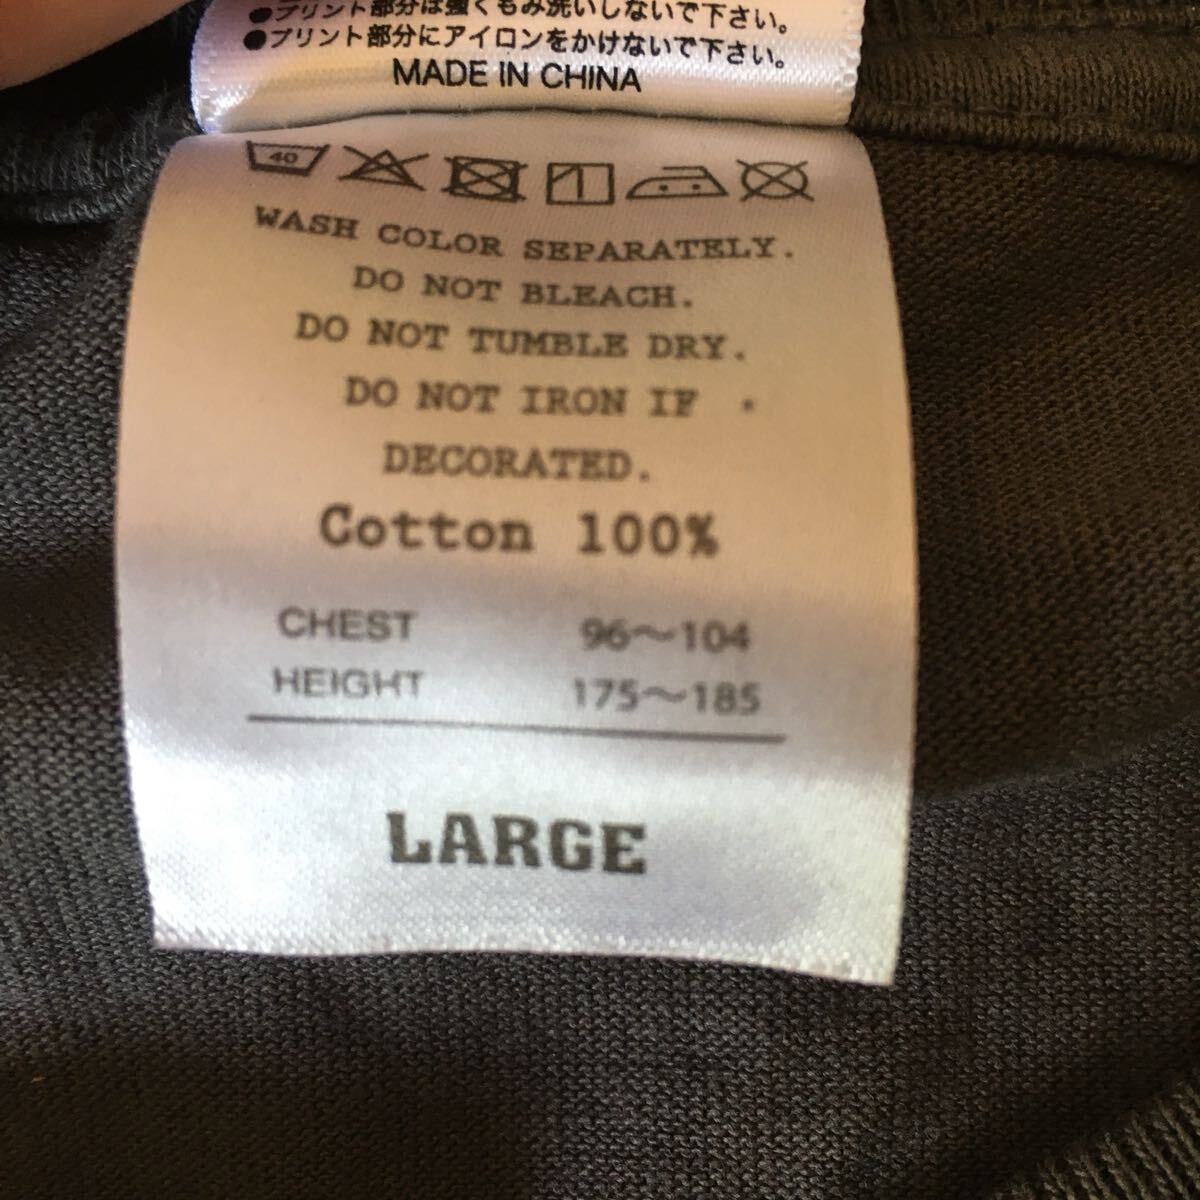 ●プリント部分は強くもみ洗いしないで下さい。
●プリント部分にアイロンをかけないで下さい。
MADE IN CHINA
40
WASH COLOR SEPARATELY.
DO NOT BLEACH.
DO NOT TUMBLE DRY.
DO NOT IRON IF
DECORATED.
Cotton 100%
CHEST 96～104
HEIGHT 175～185
LARGE